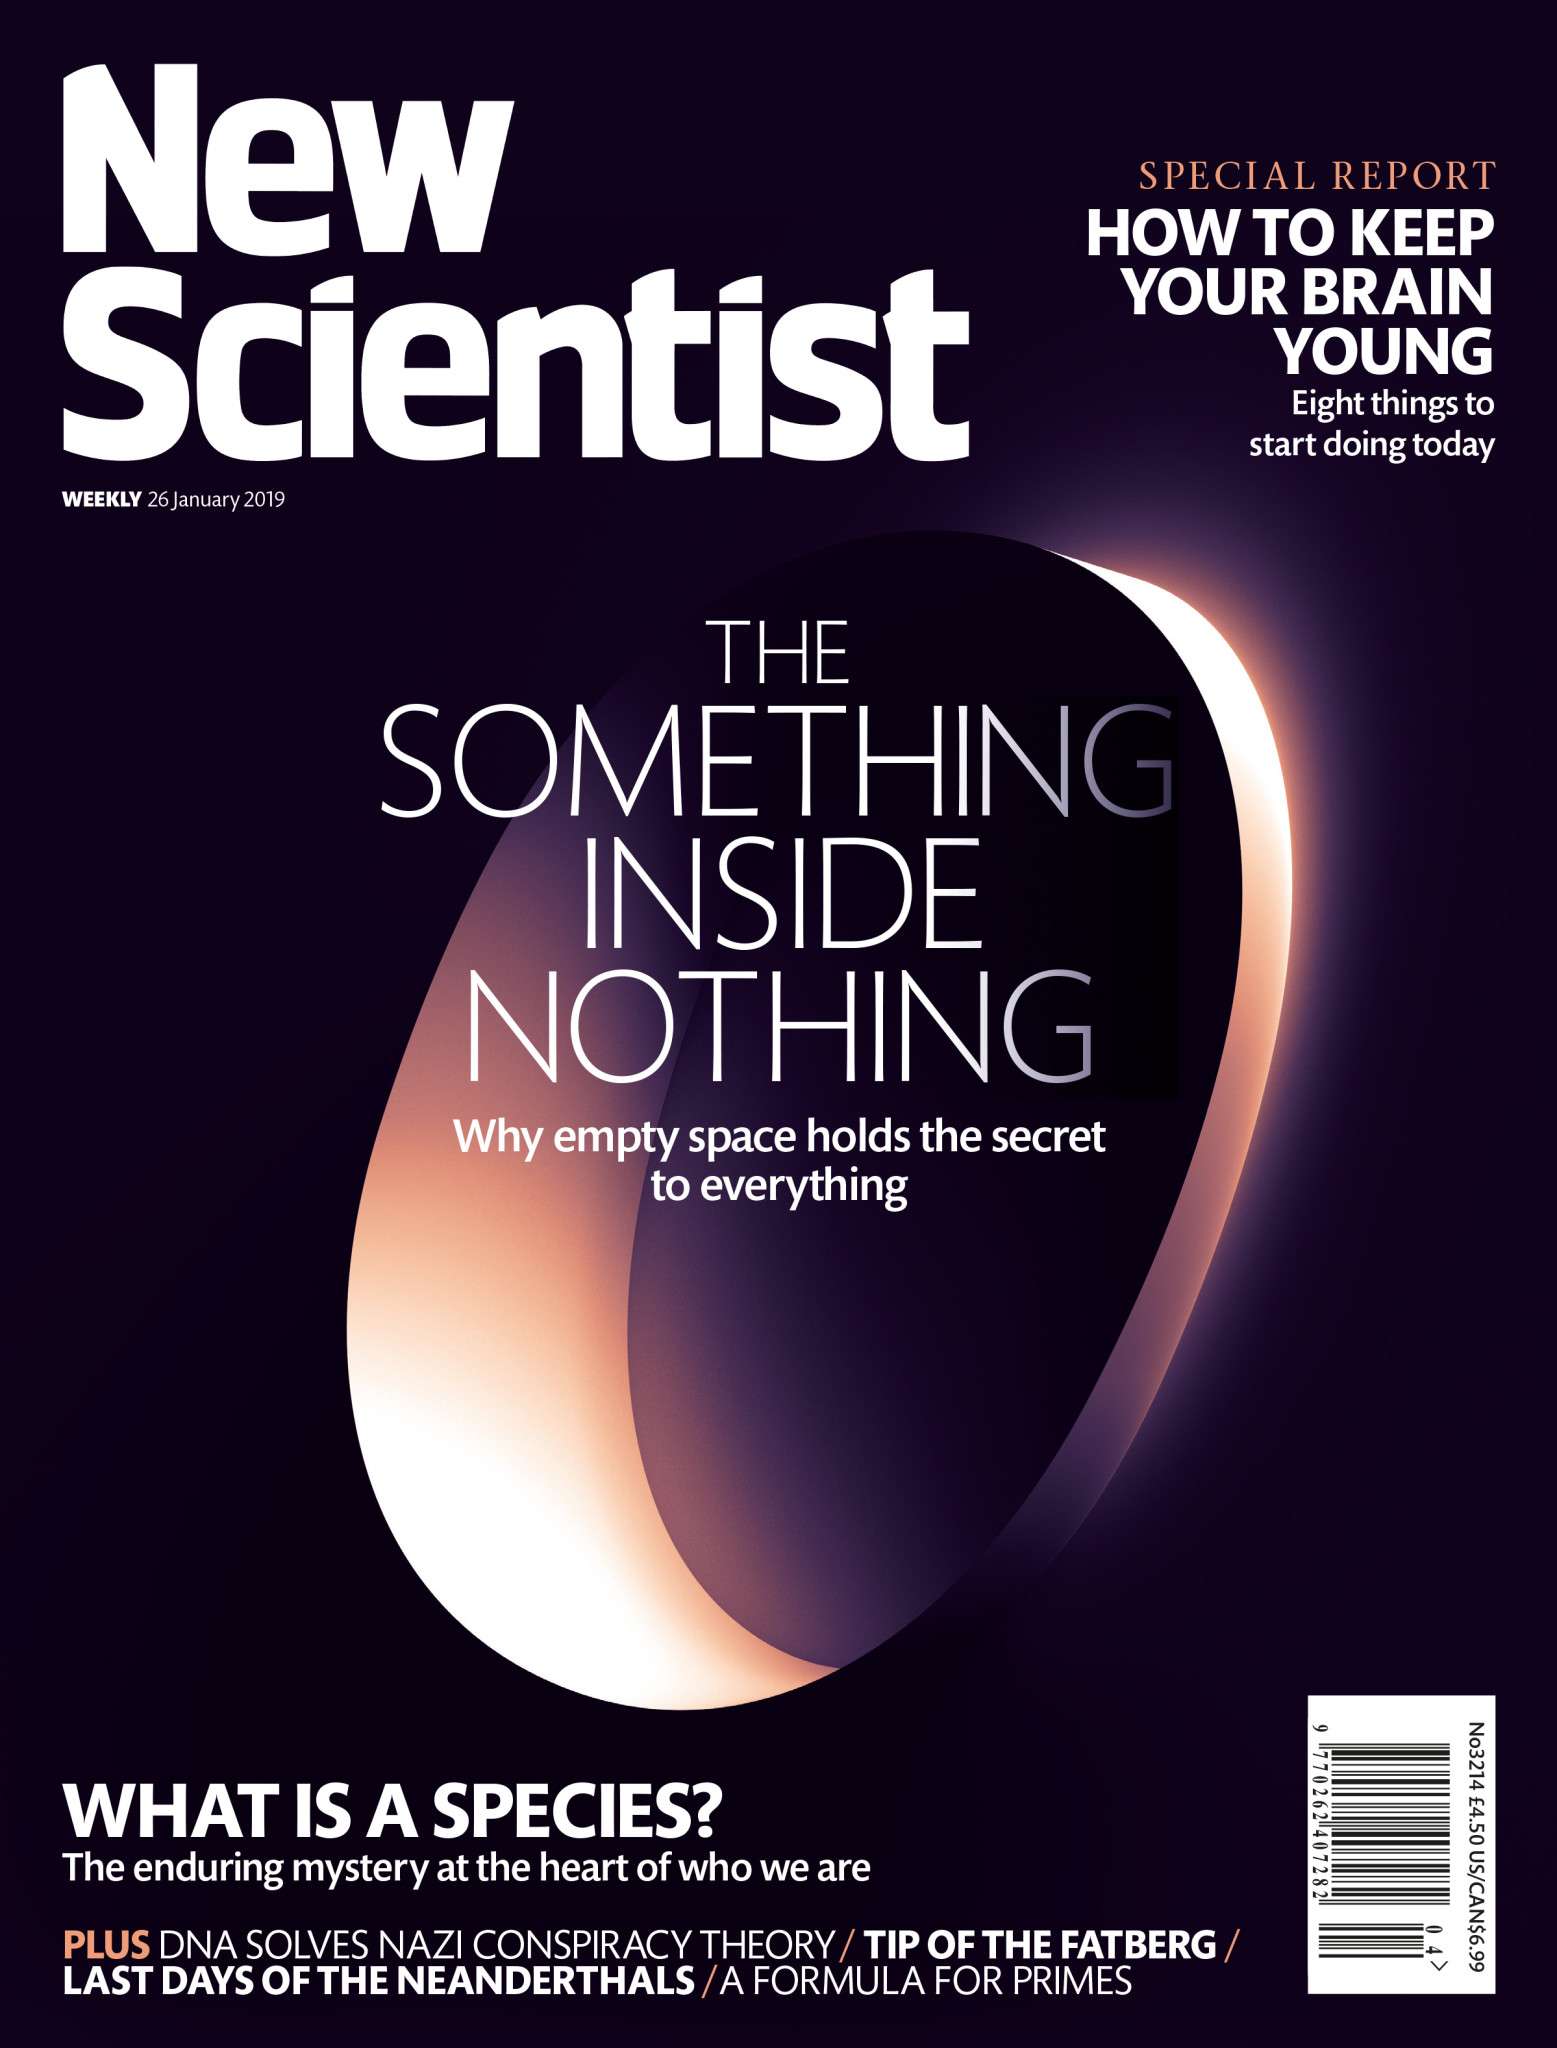 New
Scientist
WEEKLY 26 January 2019
SPECIAL REPORT
HOW TO KEEP
YOUR BRAIN
YOUNG
Eight things to
start doing today
THE
SOMETHING
INSIDE
NOTHING
Why empty space holds the secret
to everything
WHAT IS A SPECIES?
The enduring mystery at the heart of who we are
PLUS DNA SOLVES NAZI CONSPIRACY THEORY / TIP OF THE FATBERG /
LAST DAYS OF THE NEANDERTHALS / A FORMULA FOR PRIMES
No3214 £4.50 US/CAN$6.99
9 770262 407282
04>